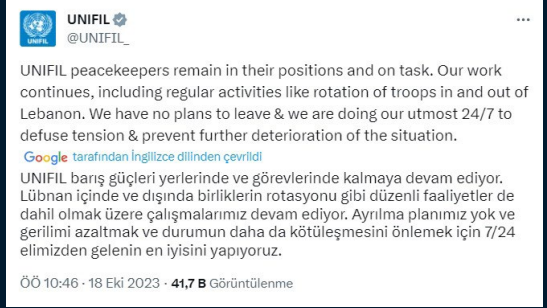 UNIFIL
@UNIFIL_
UNIFIL
UNIFIL peacekeepers remain in their positions and on task. Our work
continues, including regular activities like rotation of troops in and out of
Lebanon. We have no plans to leave & we are doing our utmost 24/7 to
defuse tension & prevent further deterioration of the situation.
Google tarafından İngilizce dilinden çevrildi
UNIFIL barış güçleri yerlerinde ve görevlerinde kalmaya devam ediyor.
Lübnan içinde ve dışında birliklerin rotasyonu gibi düzenli faaliyetler de
dahil olmak üzere çalışmalarımız devam ediyor. Ayrılma planımız yok ve
gerilimi azaltmak ve durumun daha da kötüleşmesini önlemek için 7/24
elimizden gelenin en iyisini yapıyoruz.
ÖÖ 10:46 · 18 Eki 2023 · 41,7 B Görüntülenme